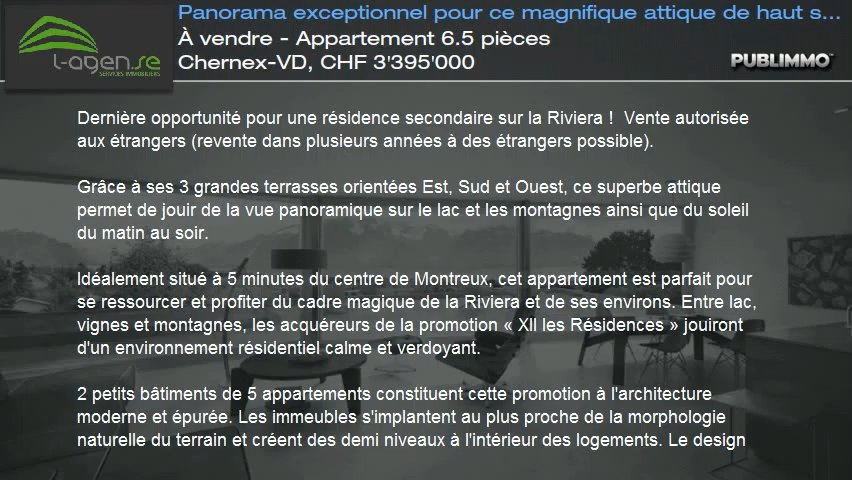 Panorama exceptionnel pour ce magnifique attique de haut s...
À vendre - Appartement 6.5 pièces
Chernex-VD, CHF 3'395'000
l-agen.se
SERVICES IMMOBILIERS
PUBLIMMO
Dernière opportunité pour une résidence secondaire sur la Riviera !  Vente autorisée
aux étrangers (revente dans plusieurs années à des étrangers possible).
Grâce à ses 3 grandes terrasses orientées Est, Sud et Ouest, ce superbe attique
permet de jouir de la vue panoramique sur le lac et les montagnes ainsi que du soleil
du matin au soir.
Idéalement situé à 5 minutes du centre de Montreux, cet appartement est parfait pour
se ressourcer et profiter du cadre magique de la Riviera et de ses environs. Entre lac,
vignes et montagnes, les acquéreurs de la promotion « XII les Résidences » jouiront
d'un environnement résidentiel calme et verdoyant.
2 petits bâtiments de 5 appartements constituent cette promotion à l'architecture
moderne et épurée. Les immeubles s'implantent au plus proche de la morphologie
naturelle du terrain et créent des demi niveaux à l'intérieur des logements. Le design